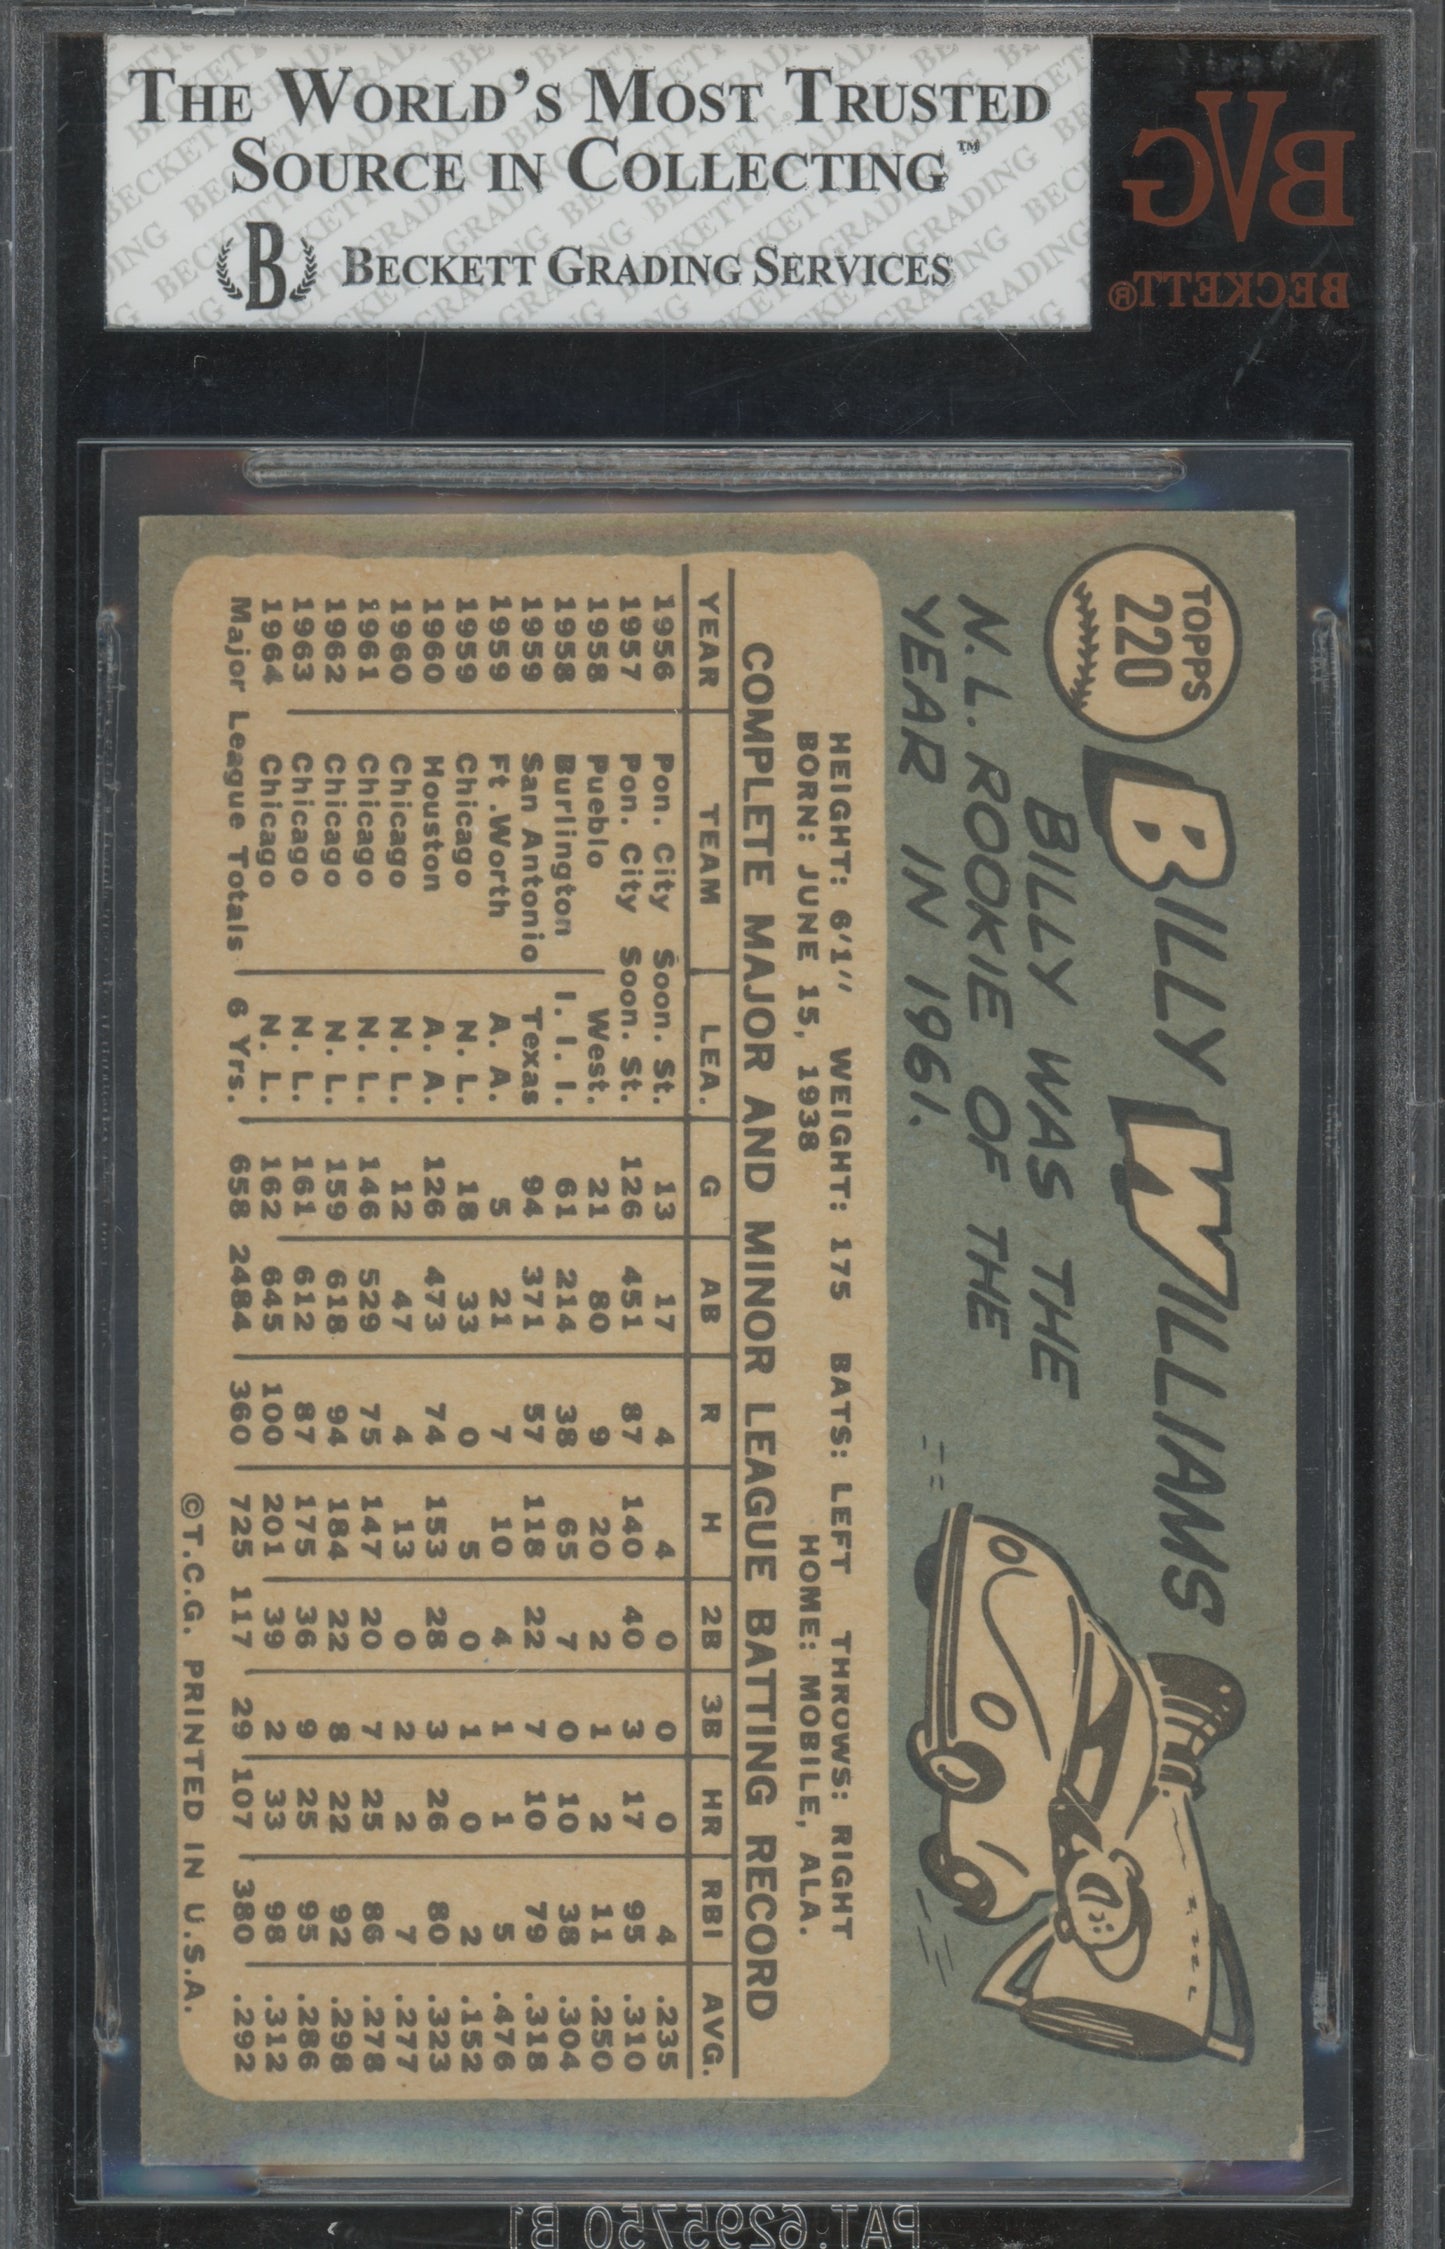 THE WORLD'S MOST TRUSTED
SOURCE IN COLLECTING™
B BECKETT GRADING SERVICES
BVG
BECKETT®
TOPPS
220
BILLY WILLIAMS
BILLY WAS THE
N.L. ROOKIE OF THE
YEAR IN 1961.
HEIGHT: 6'1" WEIGHT: 175 BATS: LEFT THROWS: RIGHT
BORN: JUNE 15, 1938 HOME: MOBILE, ALA.
COMPLETE MAJOR AND MINOR LEAGUE BATTING RECORD
YEAR TEAM LEA. G AB R H 2B 3B HR RBI AVG.
1956 Pon. City Soon. St. 13 17 4 4 0 0 0 4 .235
1957 Pon. City Soon. St. 126 451 87 140 40 3 17 95 .310
1958 Pueblo West. 21 80 9 20 2 1 2 11 .250
1958 Burlington I. I. I. 61 214 38 65 7 0 10 38 .304
1959 San Antonio Texas 94 371 57 118 22 7 10 79 .318
1959 Ft. Worth A. A. 5 21 7 10 4 1 1 5 .476
1959 Chicago N. L. 18 33 0 5 0 1 0 2 .152
1960 Houston A. A. 126 473 74 153 28 3 26 80 .323
1960 Chicago N. L. 12 47 4 13 0 2 2 7 .277
1961 Chicago N. L. 146 529 75 147 20 7 25 86 .278
1962 Chicago N. L. 159 618 94 184 22 8 22 92 .298
1963 Chicago N. L. 161 612 87 175 36 9 25 95 .286
1964 Chicago N. L. 162 645 100 201 39 2 33 98 .312
Major League Totals 6 Yrs. 658 2484 360 725 117 29 107 380 .292
©T.C.G. PRINTED IN U.S.A.
PAT. 6295750 B1